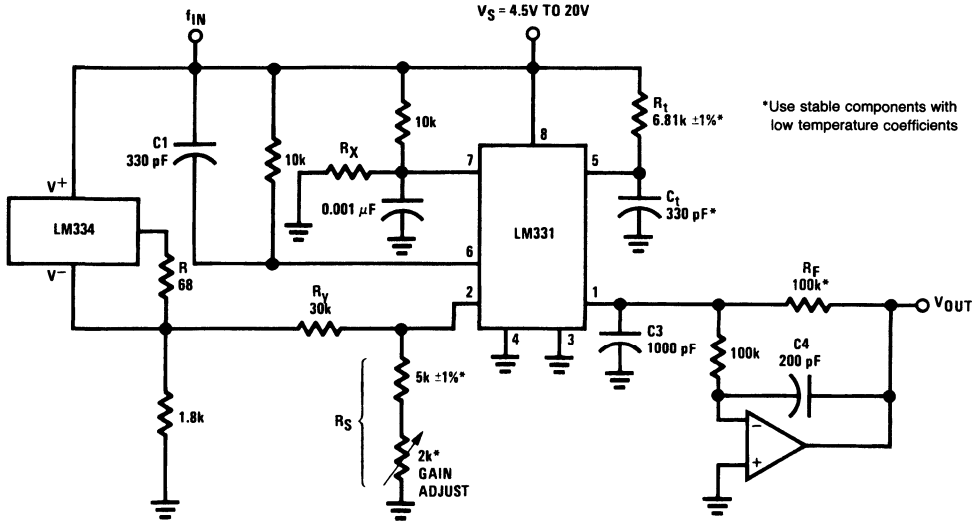 fIN
VS = 4.5V TO 20V
C1
330 pF
10k
10k
RX
0.001 μF
Rt
6.81k ±1%*
*Use stable components with
low temperature coefficients
8
7
5
Ct
330 pF*
V+
LM334
V−
R
68
LM331
6
2
1
4
3
Ry
30k
RF
100k*
VOUT
C3
1000 pF
100k
C4
200 pF
1.8k
RS
5k ±1%*
2k*
GAIN
ADJUST
−
+